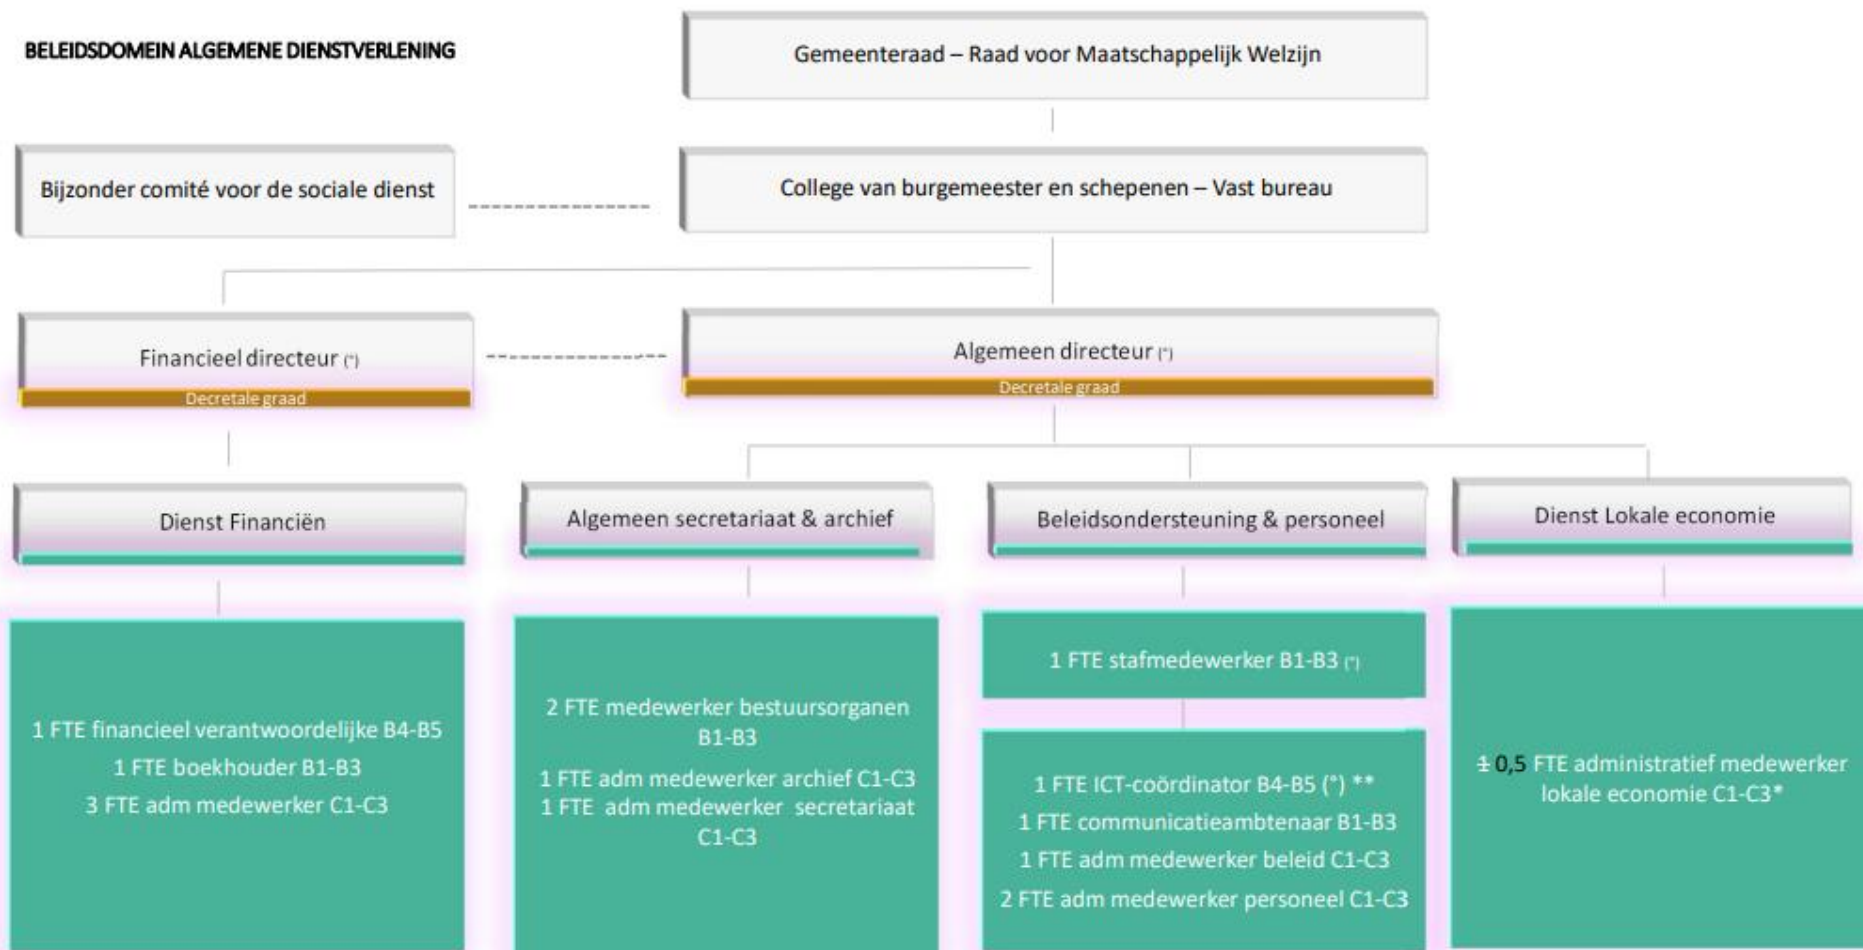 BELEIDSDOMEIN ALGEMENE DIENSTVERLENING
Gemeenteraad – Raad voor Maatschappelijk Welzijn
Bijzonder comité voor de sociale dienst
College van burgemeester en schepenen – Vast bureau
Financieel directeur (°)
Decretale graad
Algemeen directeur (°)
Decretale graad
Dienst Financiën
Algemeen secretariaat & archief
Beleidsondersteuning & personeel
Dienst Lokale economie
1 FTE financieel verantwoordelijke B4-B5
1 FTE boekhouder B1-B3
3 FTE adm medewerker C1-C3
2 FTE medewerker bestuursorganen
B1-B3
1 FTE adm medewerker archief C1-C3
1 FTE adm medewerker secretariaat
C1-C3
1 FTE stafmedewerker B1-B3 (°)
1 FTE ICT-coördinator B4-B5 (°) **
1 FTE communicatieambtenaar B1-B3
1 FTE adm medewerker beleid C1-C3
2 FTE adm medewerker personeel C1-C3
1 0,5 FTE administratief medewerker
lokale economie C1-C3*